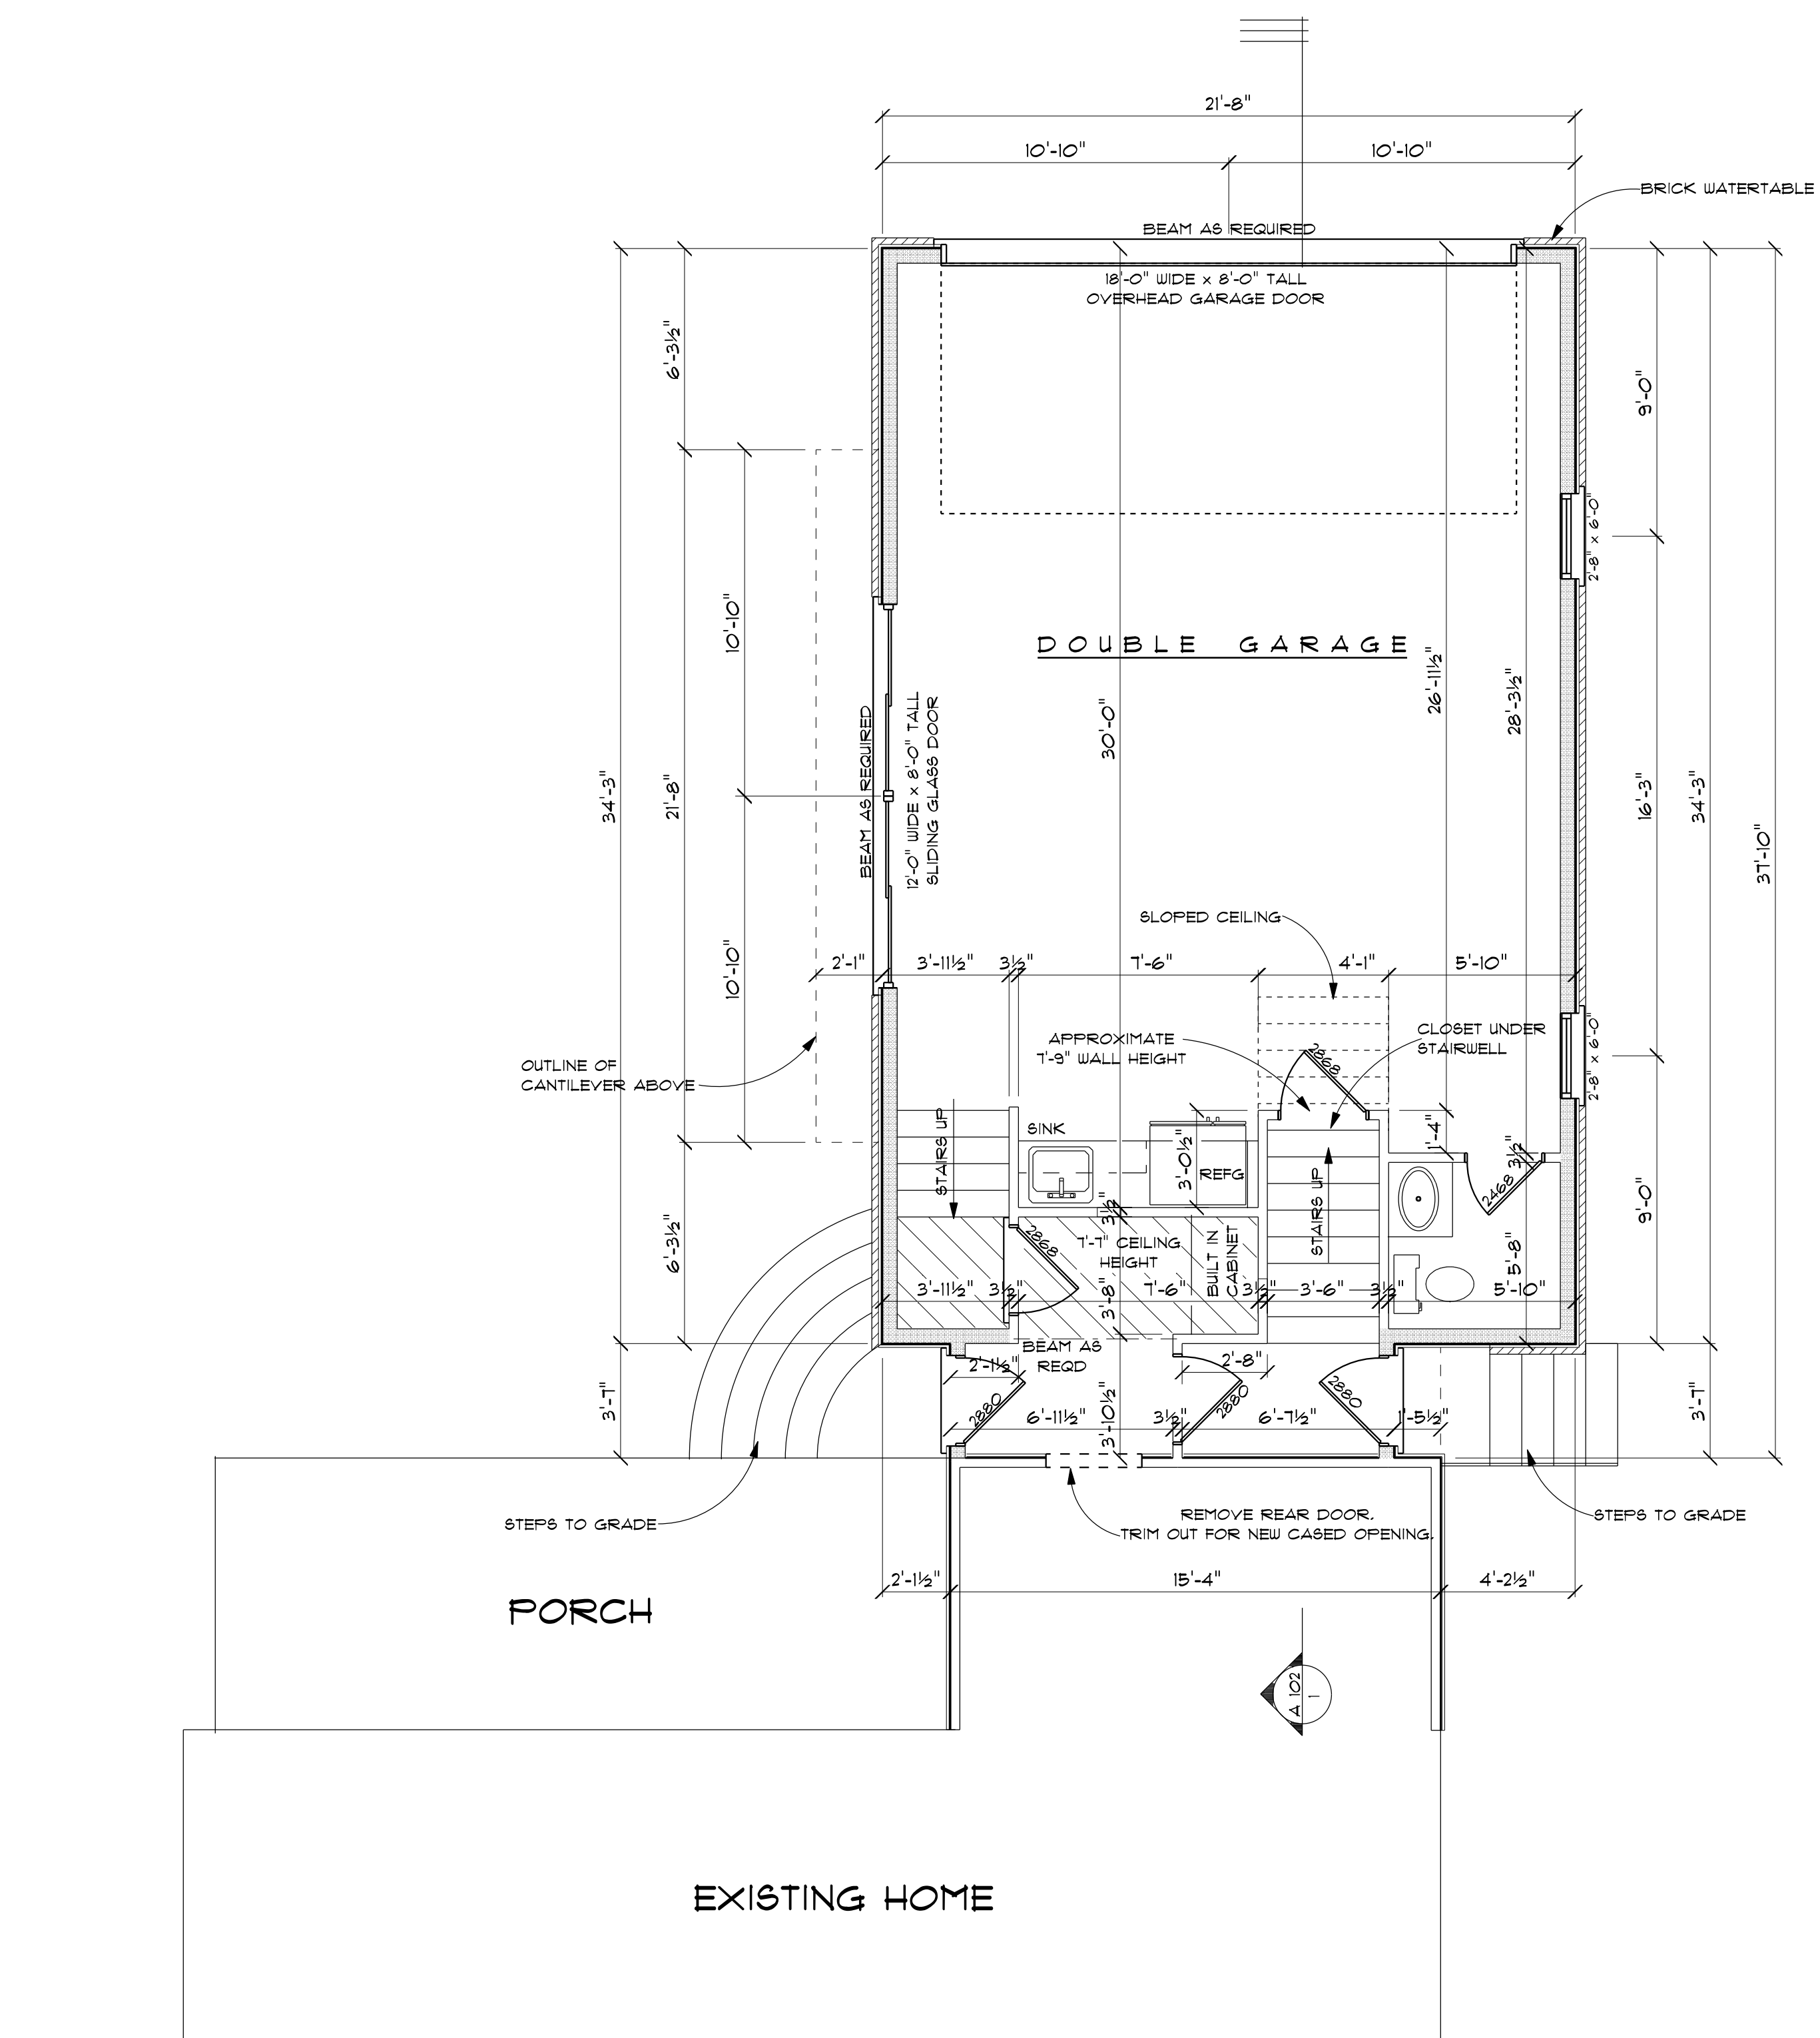 21'-8"
10'-10"
10'-10"
BRICK WATERTABLE
BEAM AS REQUIRED
18'-0" WIDE x 8'-0" TALL
OVERHEAD GARAGE DOOR
6'-3½"
9'-0"
2'-8" x 6'-0"
DOUBLE GARAGE
10'-10"
34'-3"
21'-8"
BEAM AS REQUIRED
12'-0" WIDE x 8'-0" TALL
SLIDING GLASS DOOR
30'-0"
26'-11½"
28'-3½"
16'-3"
34'-3"
37'-10"
SLOPED CEILING
10'-10"
2'-1"
3'-11½"
3½"
7'-6"
4'-1"
5'-10"
APPROXIMATE
7'-9" WALL HEIGHT
CLOSET UNDER
STAIRWELL
2868
2'-8" x 6'-0"
OUTLINE OF
CANTILEVER ABOVE
STAIRS UP
SINK
3'-0½"
REFG
STAIRS UP
1'-4"
3½"
2468
3½"
6'-3½"
2868
7'-7" CEILING
HEIGHT
BUILT IN
CABINET
5'-8"
9'-0"
3'-11½"
3½"
3'-8"
7'-6"
3½"
3'-6"
3½"
5'-10"
BEAM AS
REQD
2'-1½"
2'-8"
3'-7"
2880
6'-11½"
3'-10½"
3½"
2880
6'-7½"
2880
1'-5½"
3'-7"
STEPS TO GRADE
REMOVE REAR DOOR.
TRIM OUT FOR NEW CASED OPENING.
STEPS TO GRADE
2'-1½"
15'-4"
4'-2½"
PORCH
A 102
1
EXISTING HOME